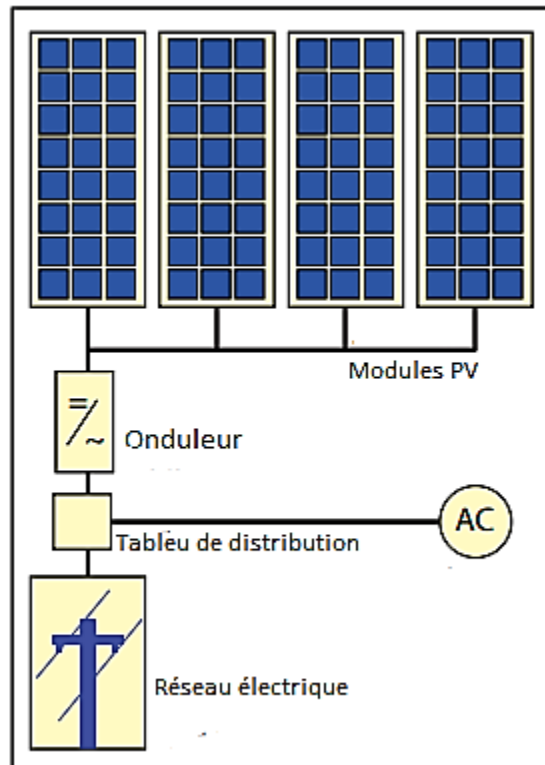 Modules PV
Onduleur
AC
Tableu de distribution
Réseau électrique